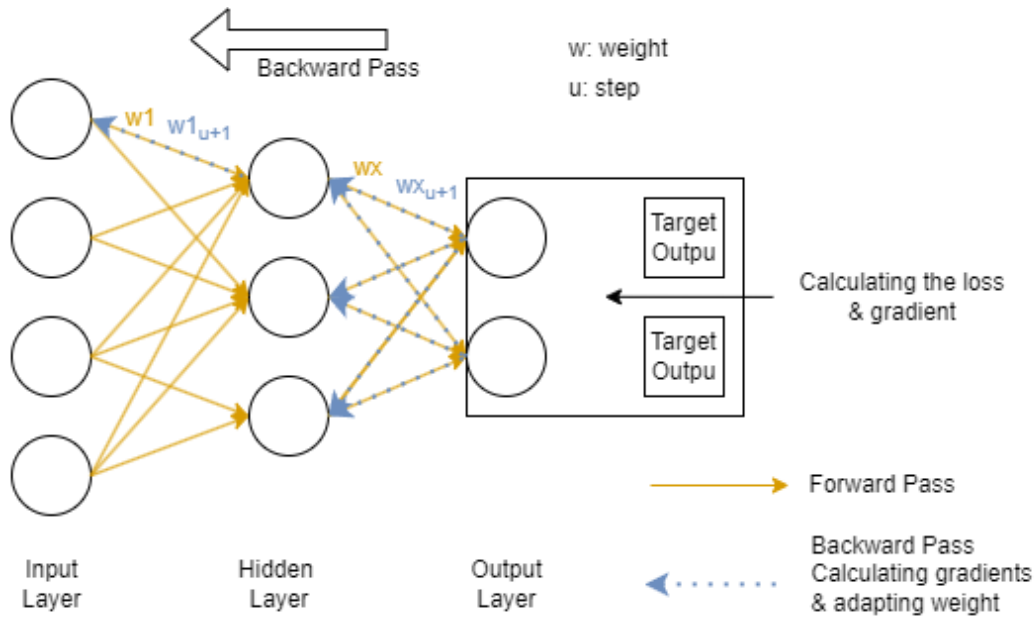 Backward Pass
w: weight
u: step
w1
w1u+1
wx
wxu+1
Target
Outpu
Target
Outpu
Calculating the loss
& gradient
Forward Pass
Input
Layer
Hidden
Layer
Output
Layer
Backward Pass
Calculating gradients
& adapting weight